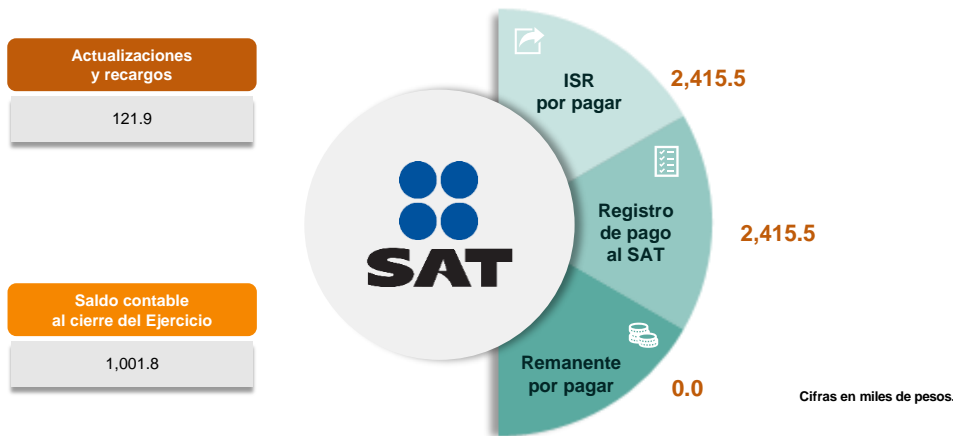 Actualizaciones
y recargos
121.9
Saldo contable
al cierre del Ejercicio
1,001.8
SAT
ISR
por pagar
2,415.5
Registro
de pago
al SAT
2,415.5
Remanente
por pagar
0.0
Cifras en miles de pesos.